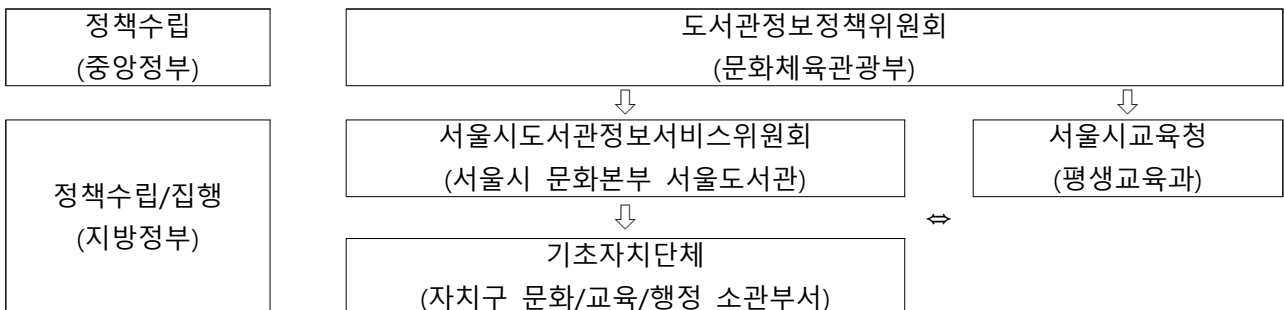 정책수립
(중앙정부)
도서관정보정책위원회
(문화체육관광부)
⇩ ⇩
서울시도서관정보서비스위원회
(서울시 문화본부 서울도서관)
서울시교육청
(평생교육과)
정책수립/집행
(지방정부)
⇩
⇔
기초자치단체
(자치구 문화/교육/행정 소관부서)